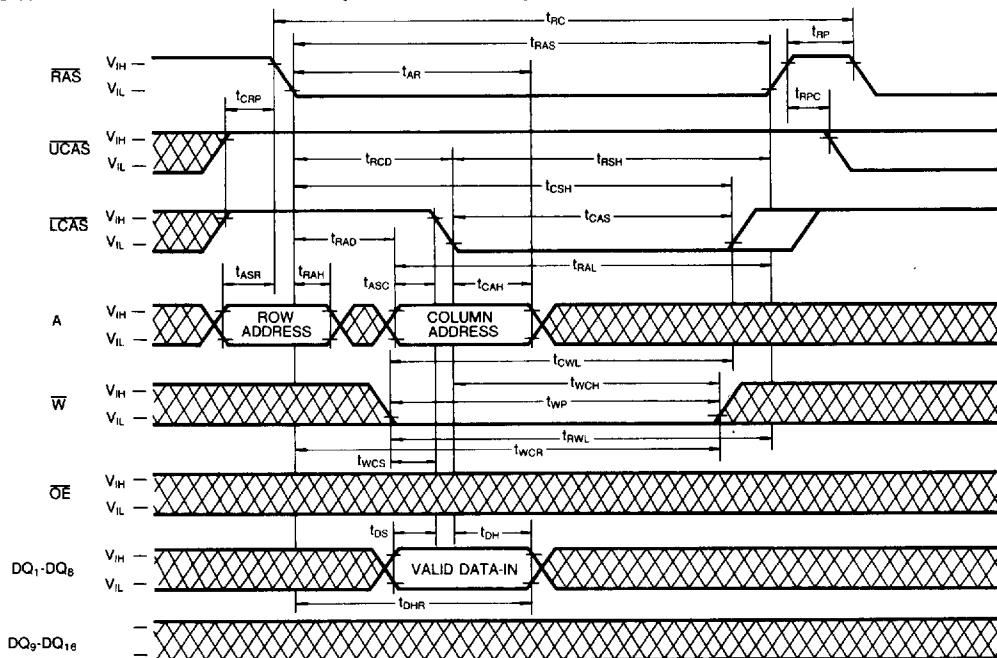 tRC
tRP
tRAS
RAS
VIH
VIL
tAR
tCRP
tRPC
UCAS
VIH
VIL
tRCD
tRSH
tCSH
LCAS
VIH
VIL
tCAS
tRAD
tRAL
tASR
tRAH
tASC
tCAH
A
VIH
VIL
ROW
ADDRESS
COLUMN
ADDRESS
tCWL
W
VIH
VIL
tWCH
tWP
tRWL
tWCR
tWCS
OE
VIH
VIL
tDS
tDH
DQ1-DQ8
VIH
VIL
VALID DATA-IN
tDHR
DQ9-DQ16